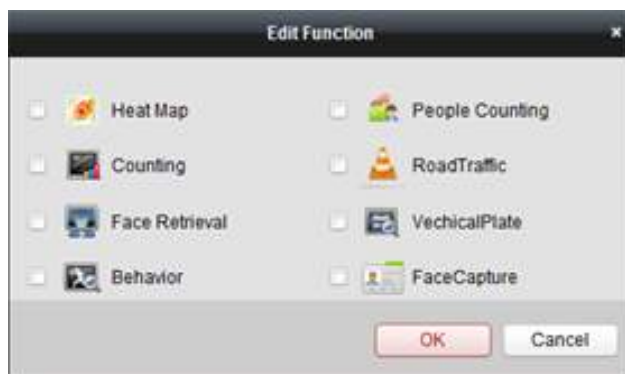 Edit Function ×
Heat Map People Counting
Counting RoadTraffic
Face Retrieval VechicalPlate
Behavior FaceCapture
OK Cancel